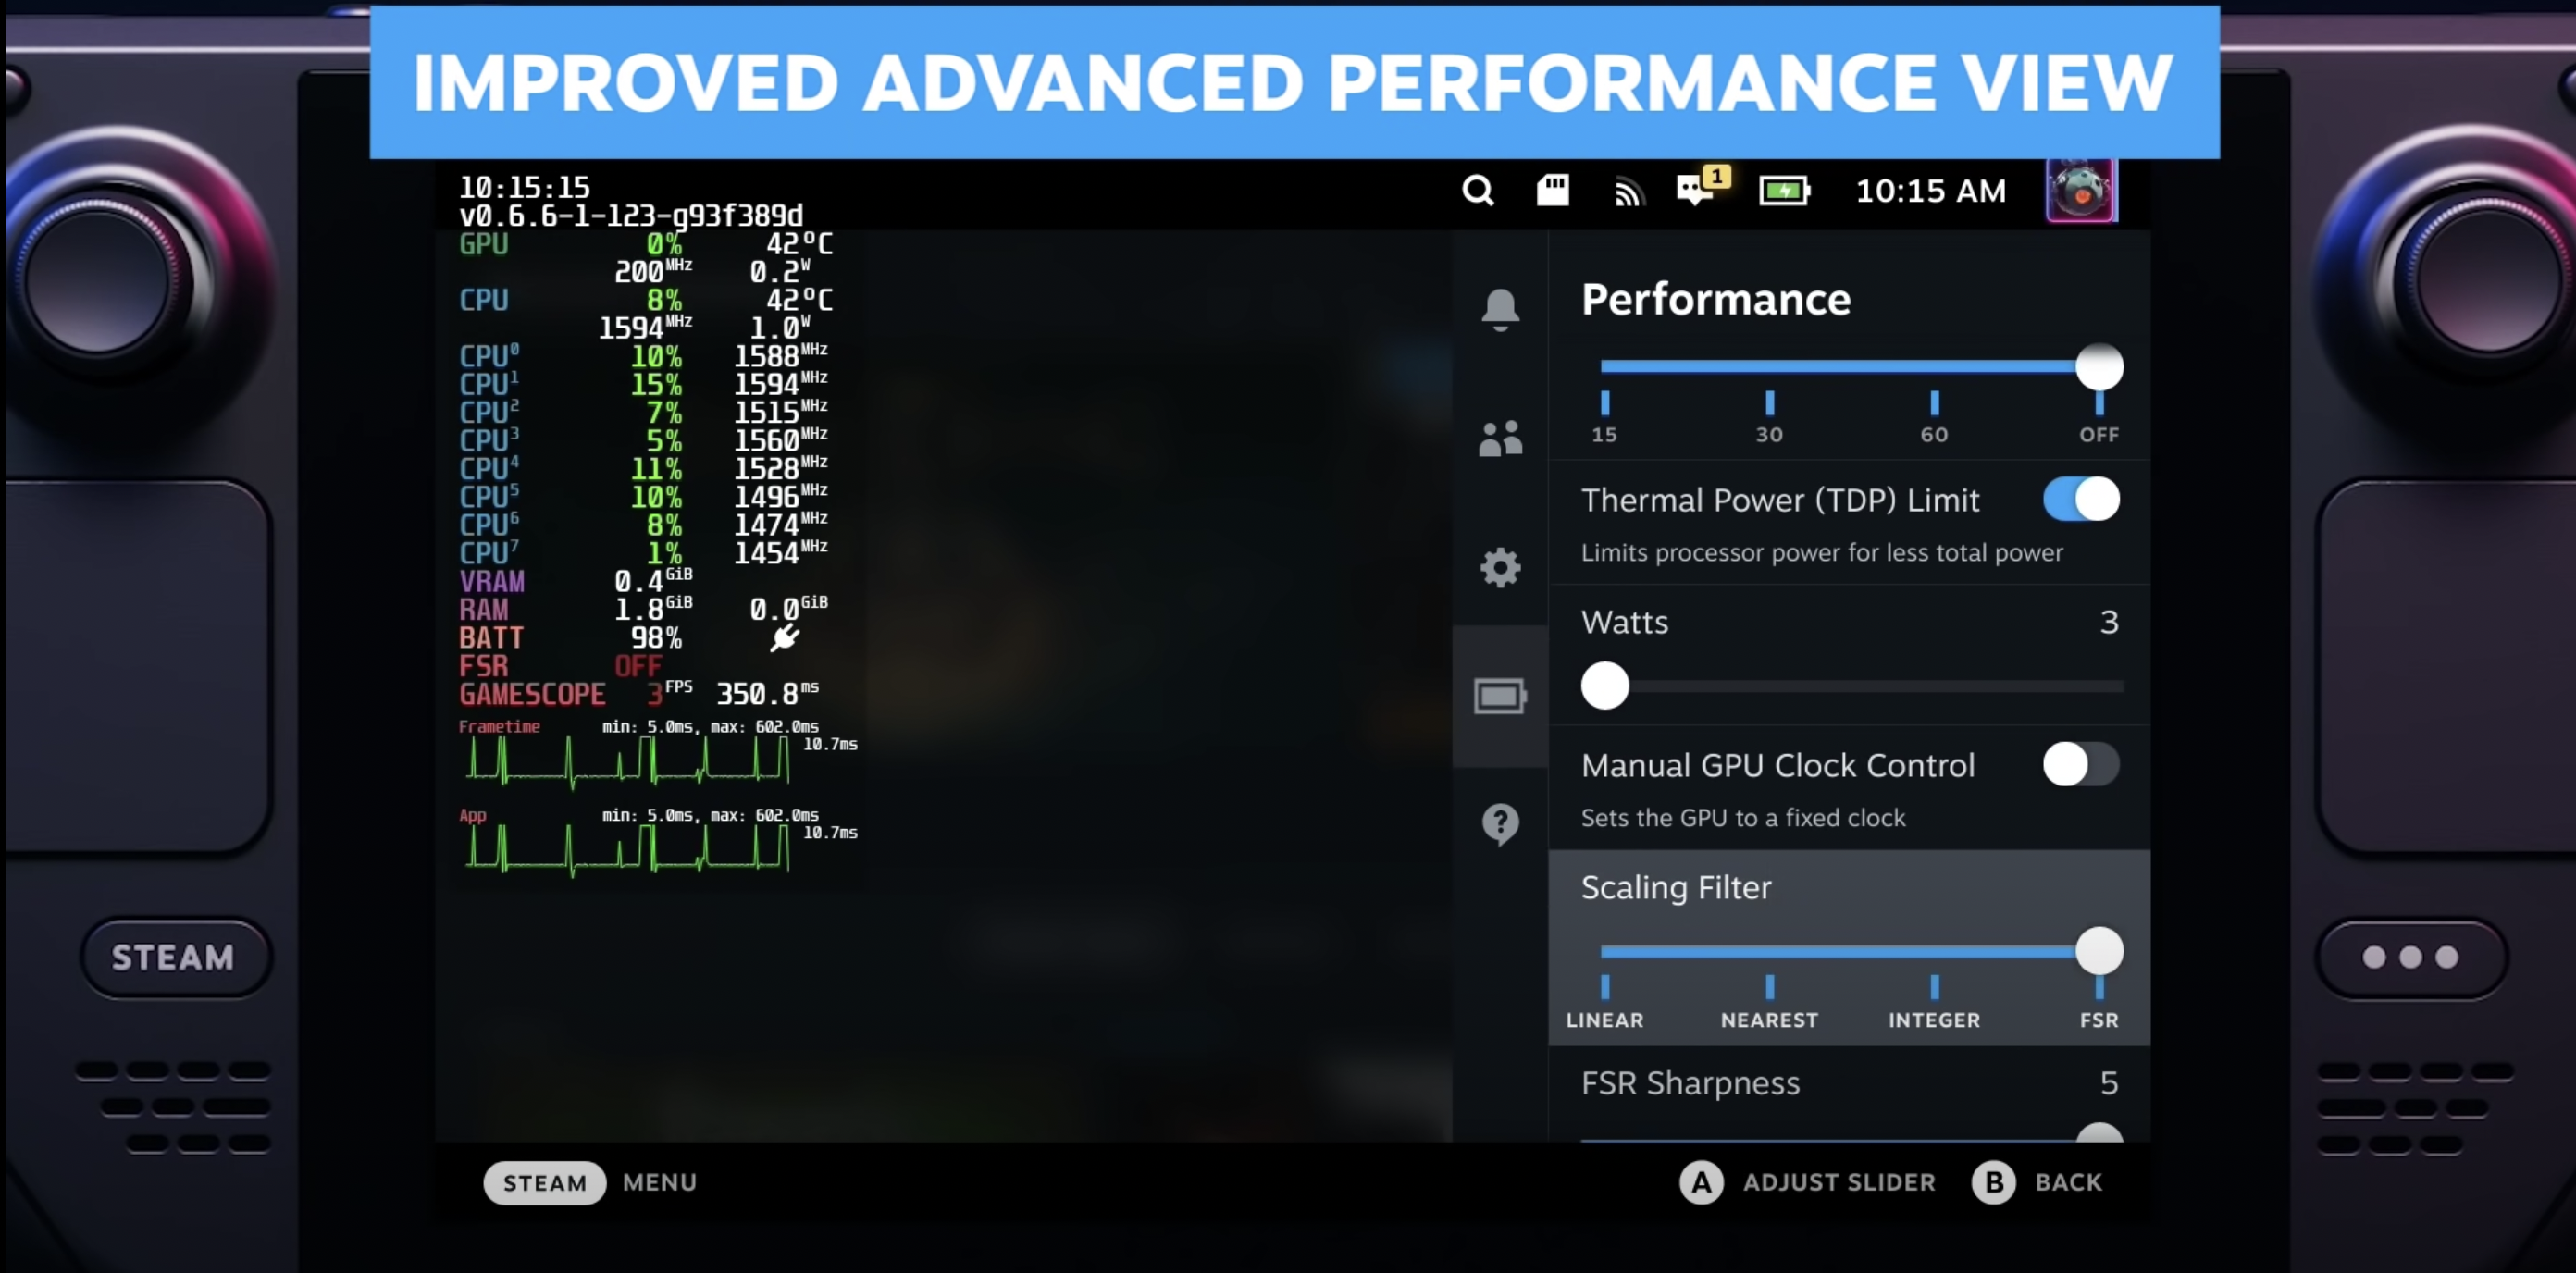 IMPROVED ADVANCED PERFORMANCE VIEW
10:15:15
v0.6.6-1-123-g93f389d
1
10:15 AM
GPU 0% 42°C
200MHz 0.2W
CPU 8% 42°C
1594MHz 1.0W
CPU0 10% 1588MHz
CPU1 15% 1594MHz
CPU2 7% 1515MHz
CPU3 5% 1560MHz
CPU4 11% 1528MHz
CPU5 10% 1496MHz
CPU6 8% 1474MHz
CPU7 1% 1454MHz
VRAM 0.4GiB
RAM 1.8GiB 0.0GiB
BATT 98%
FSR OFF
GAMESCOPE 3FPS 350.8ms
Frametime min: 5.0ms, max: 602.0ms
10.7ms
App min: 5.0ms, max: 602.0ms
10.7ms
Performance
15 30 60 OFF
Thermal Power (TDP) Limit
Limits processor power for less total power
Watts 3
Manual GPU Clock Control
Sets the GPU to a fixed clock
Scaling Filter
LINEAR NEAREST INTEGER FSR
FSR Sharpness 5
STEAM
STEAM MENU
A ADJUST SLIDER B BACK